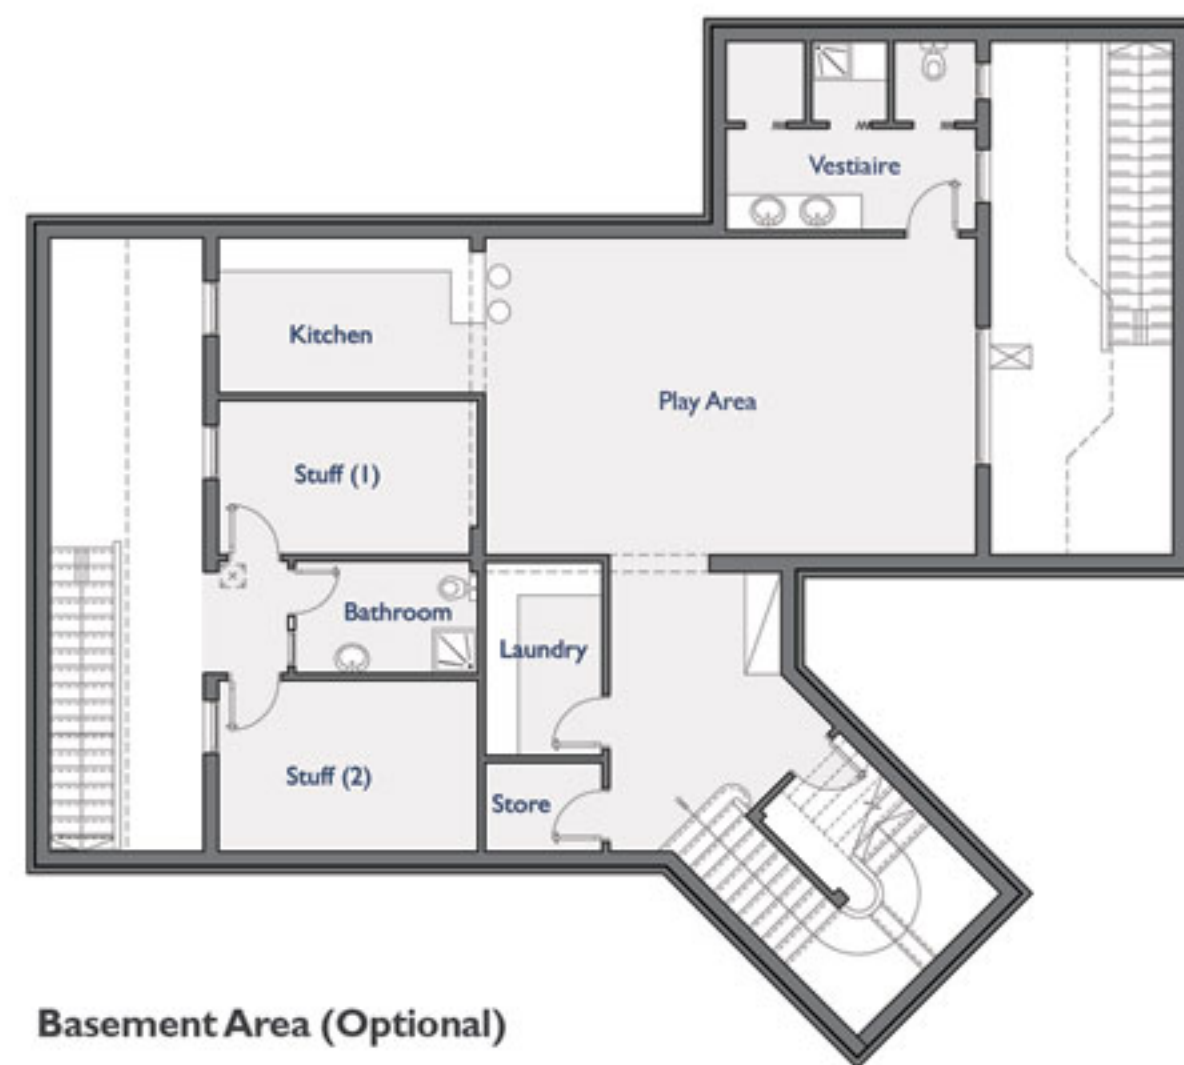 Vestiaire
Kitchen
Play Area
Stuff (1)
Bathroom
Laundry
Stuff (2)
Store
Basement Area (Optional)